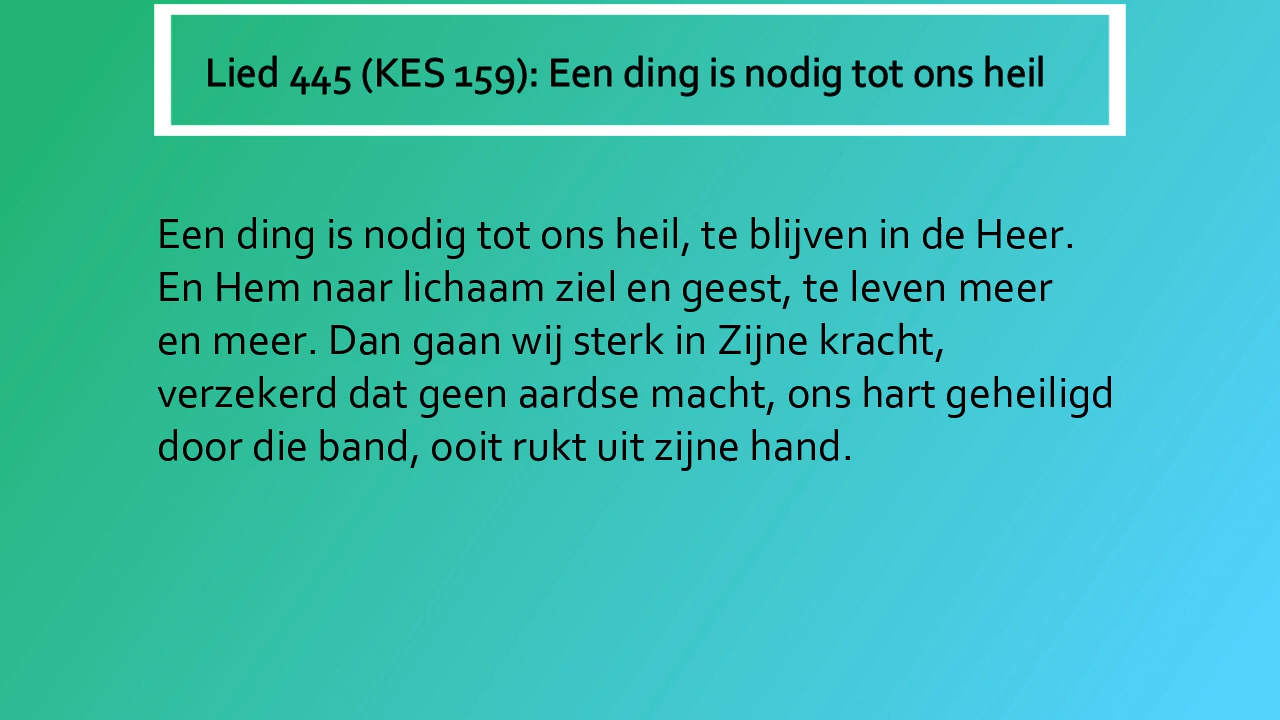 Lied 445 (KES 159): Een ding is nodig tot ons heil
Een ding is nodig tot ons heil, te blijven in de Heer.
En Hem naar lichaam ziel en geest, te leven meer
en meer. Dan gaan wij sterk in Zijne kracht,
verzekerd dat geen aardse macht, ons hart geheiligd
door die band, ooit rukt uit zijne hand.